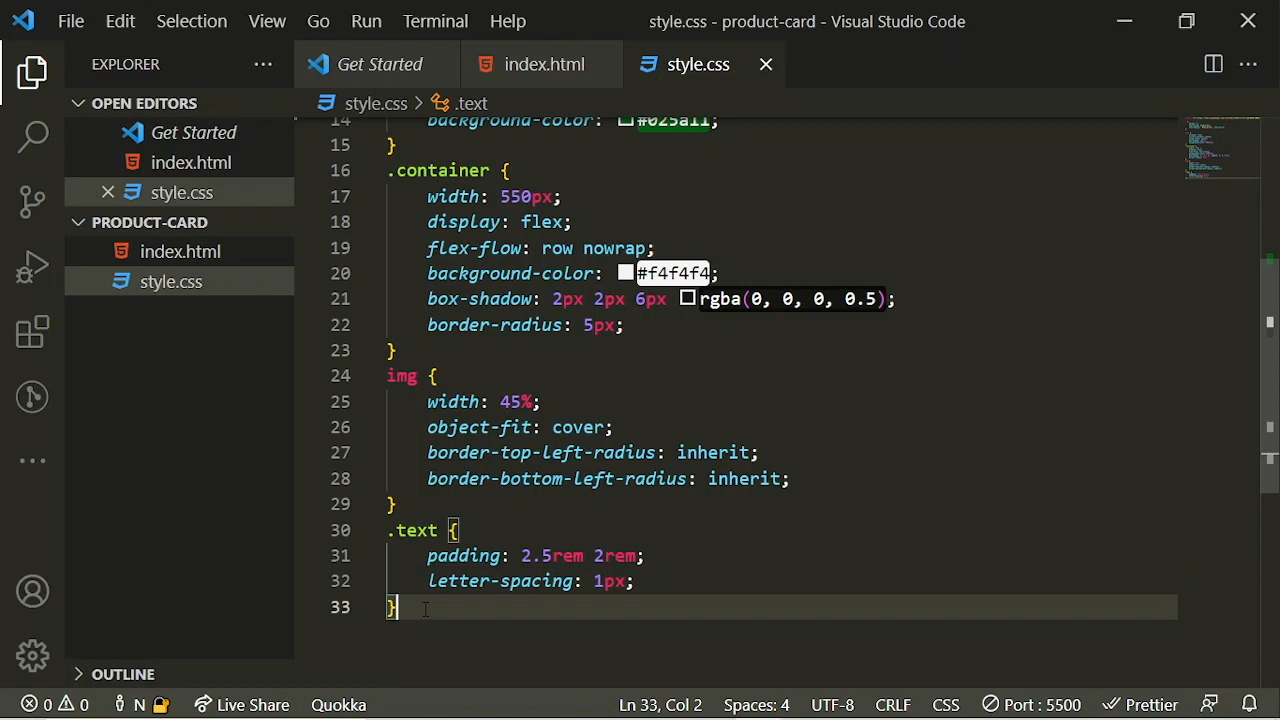 File Edit Selection View Go Run Terminal Help style.css - product-card - Visual Studio Code
EXPLORER
Get Started index.html style.css
OPEN EDITORS
style.css > .text
Get Started
index.html
style.css
PRODUCT-CARD
index.html
style.css
14 background-color: #025a11;
15 }
16 .container {
17 width: 550px;
18 display: flex;
19 flex-flow: row nowrap;
20 background-color: #f4f4f4;
21 box-shadow: 2px 2px 6px rgba(0, 0, 0, 0.5);
22 border-radius: 5px;
23 }
24 img {
25 width: 45%;
26 object-fit: cover;
27 border-top-left-radius: inherit;
28 border-bottom-left-radius: inherit;
29 }
30 .text {
31 padding: 2.5rem 2rem;
32 letter-spacing: 1px;
33 }
OUTLINE
0 0 N Live Share Quokka Ln 33, Col 2 Spaces: 4 UTF-8 CRLF CSS Port : 5500 Prettier